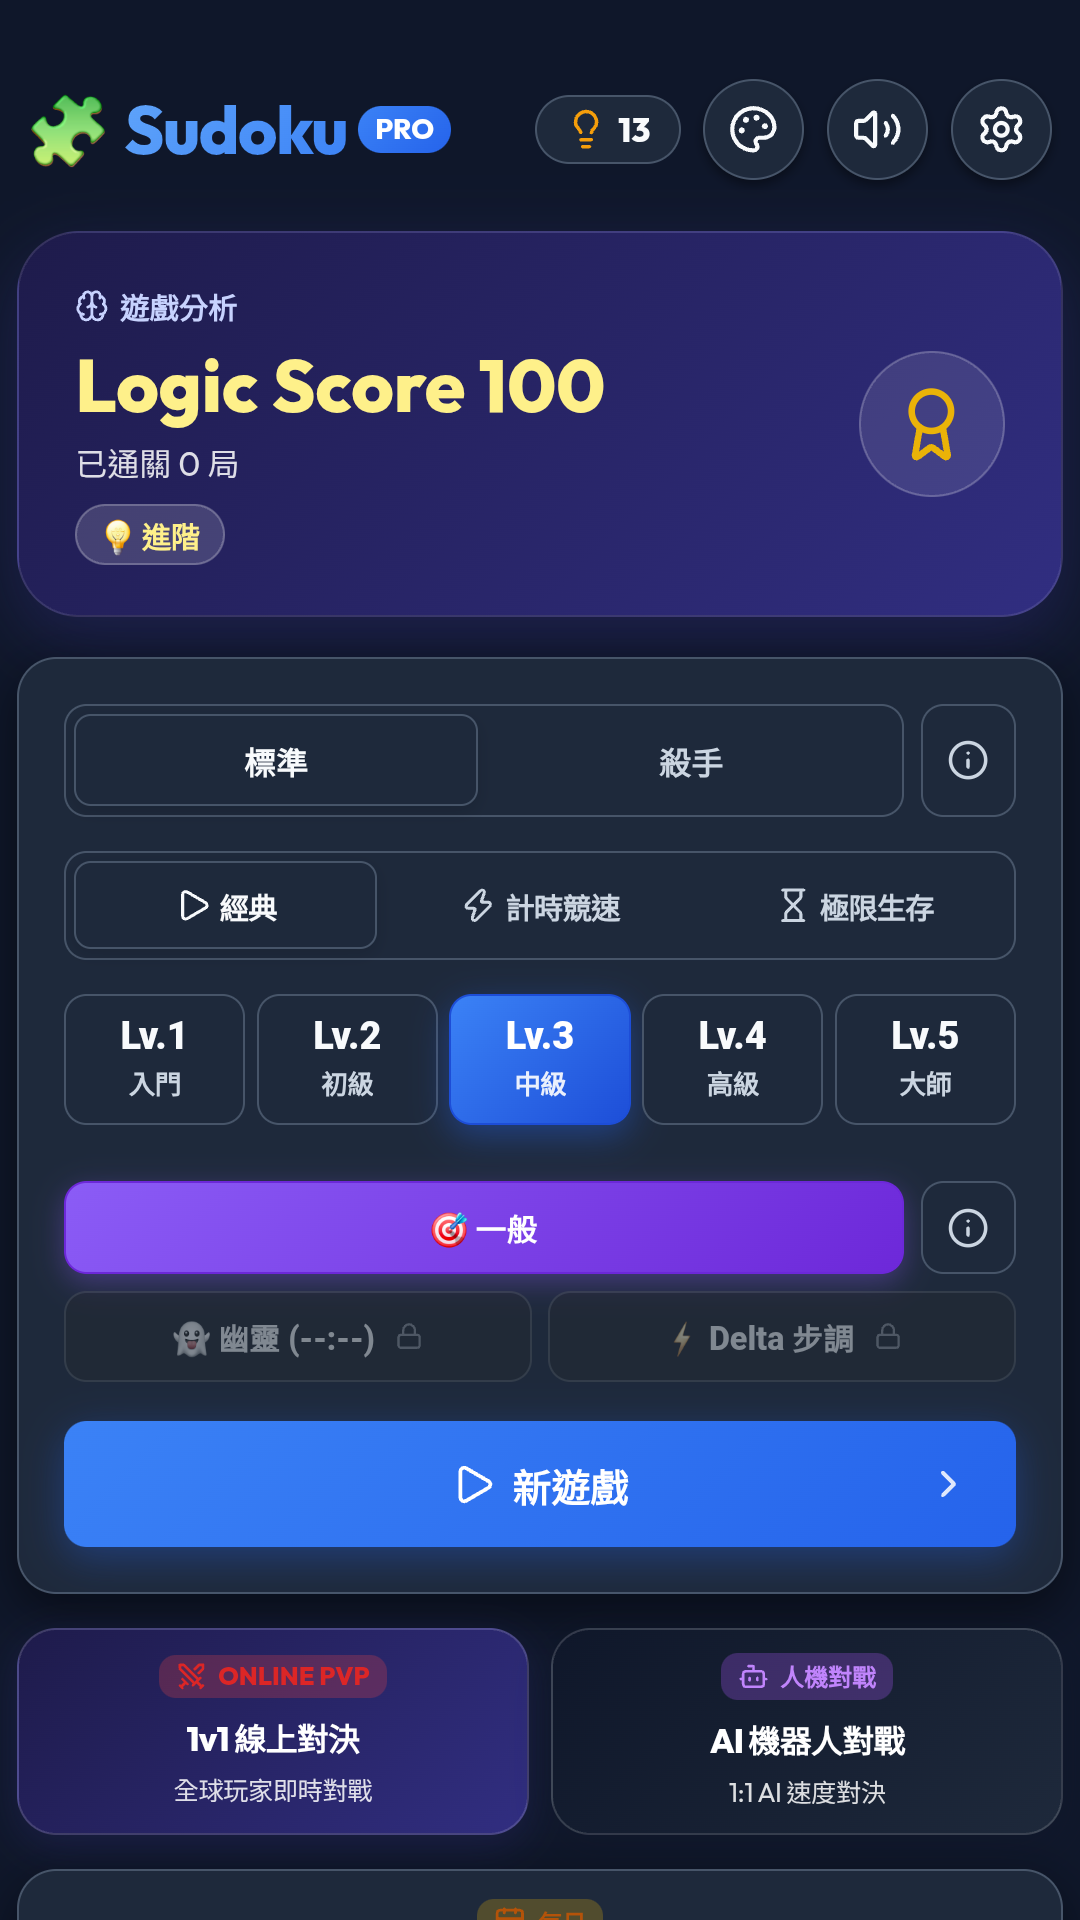 Sudoku PRO
13
遊戲分析
Logic Score 100
已通關 0 局
進階
標準
殺手
經典
計時競速
極限生存
Lv.1
入門
Lv.2
初級
Lv.3
中級
Lv.4
高級
Lv.5
大師
一般
幽靈 (--:--)
Delta 步調
新遊戲
ONLINE PVP
1v1 線上對決
全球玩家即時對戰
人機對戰
AI 機器人對戰
1:1 AI 速度對決